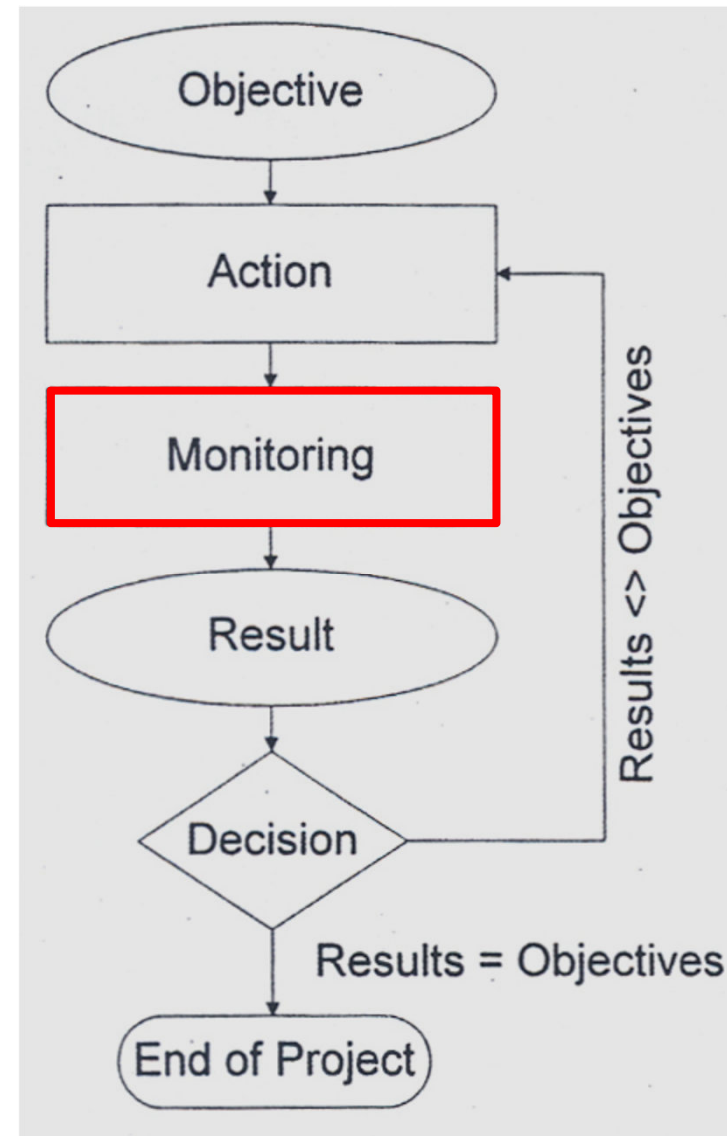 Objective
Action
Monitoring
Result
Decision
Results <> Objectives
Results = Objectives
End of Project